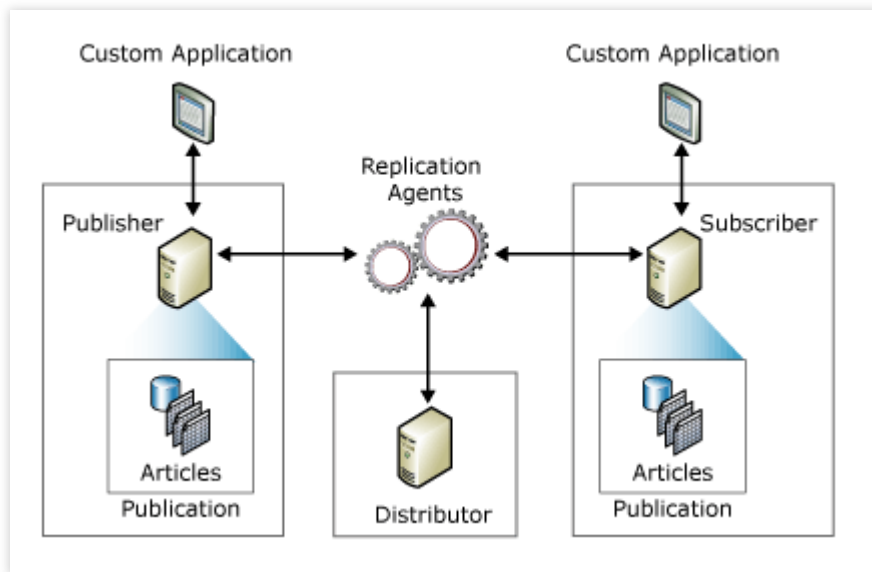 Custom Application
Custom Application
Replication
Agents
Publisher
Subscriber
Articles
Publication
Distributor
Articles
Publication